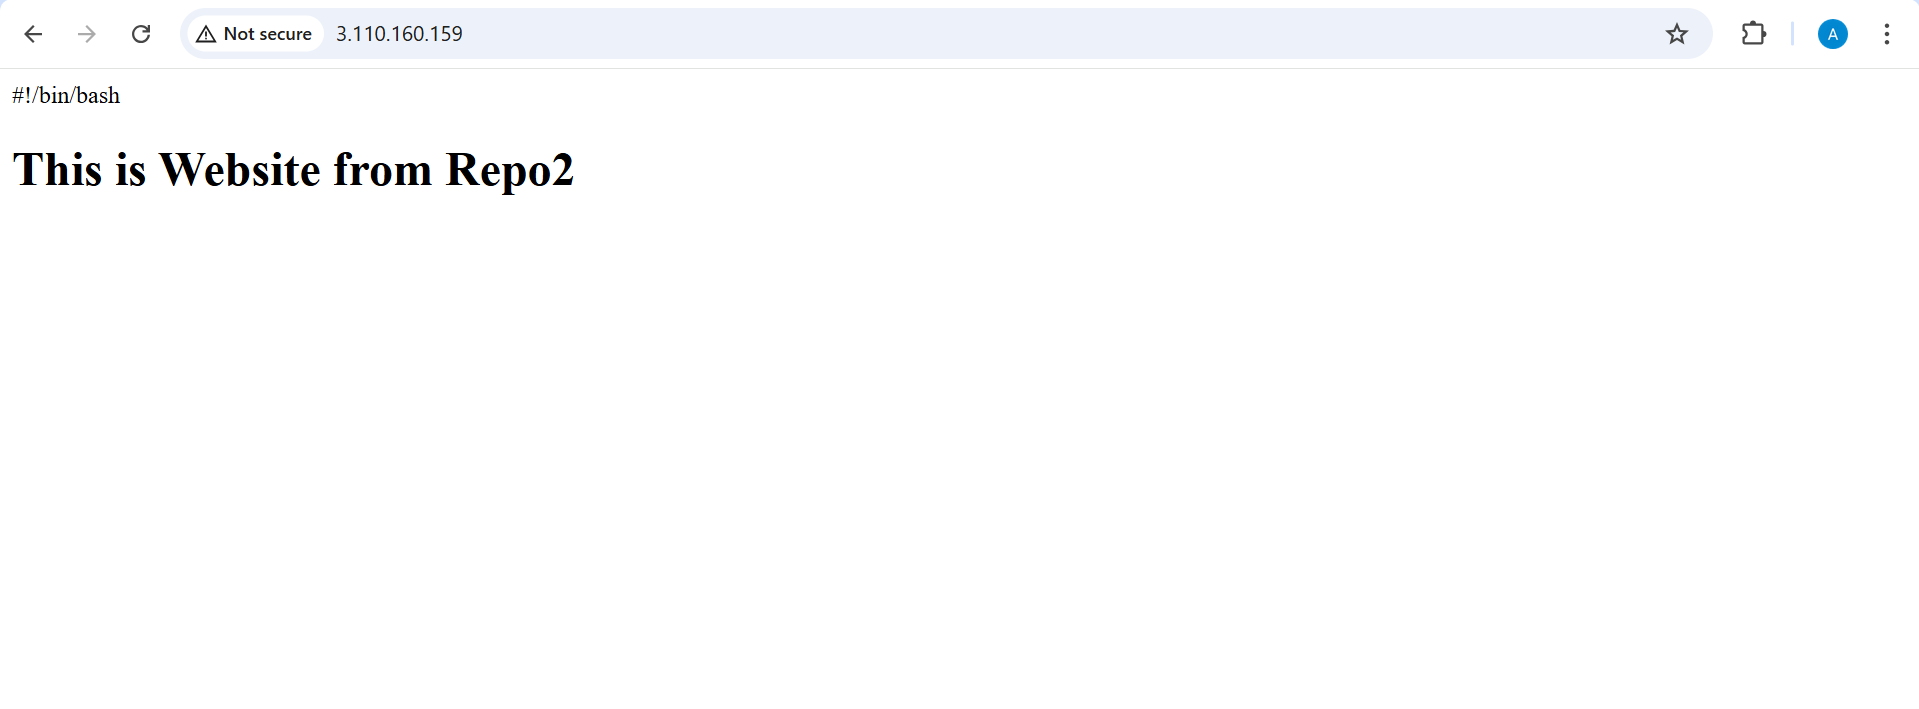 Not secure 3.110.160.159 A
#!/bin/bash
This is Website from Repo2